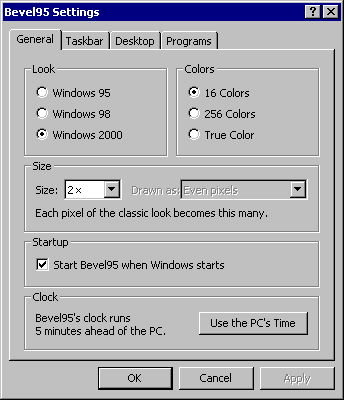 Bevel95 Settings
General Taskbar Desktop Programs
Look
Windows 95
Windows 98
Windows 2000
Colors
16 Colors
256 Colors
True Color
Size
Size: 2× Drawn as: Even pixels
Each pixel of the classic look becomes this many.
Startup
Start Bevel95 when Windows starts
Clock
Bevel95's clock runs
5 minutes ahead of the PC.
Use the PC's Time
OK Cancel Apply